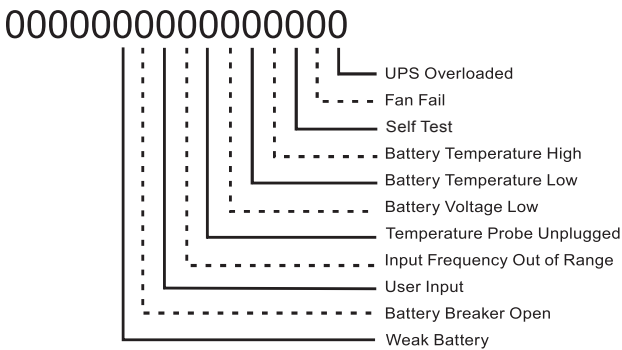 0000000000000000
UPS Overloaded
Fan Fail
Self Test
Battery Temperature High
Battery Temperature Low
Battery Voltage Low
Temperature Probe Unplugged
Input Frequency Out of Range
User Input
Battery Breaker Open
Weak Battery